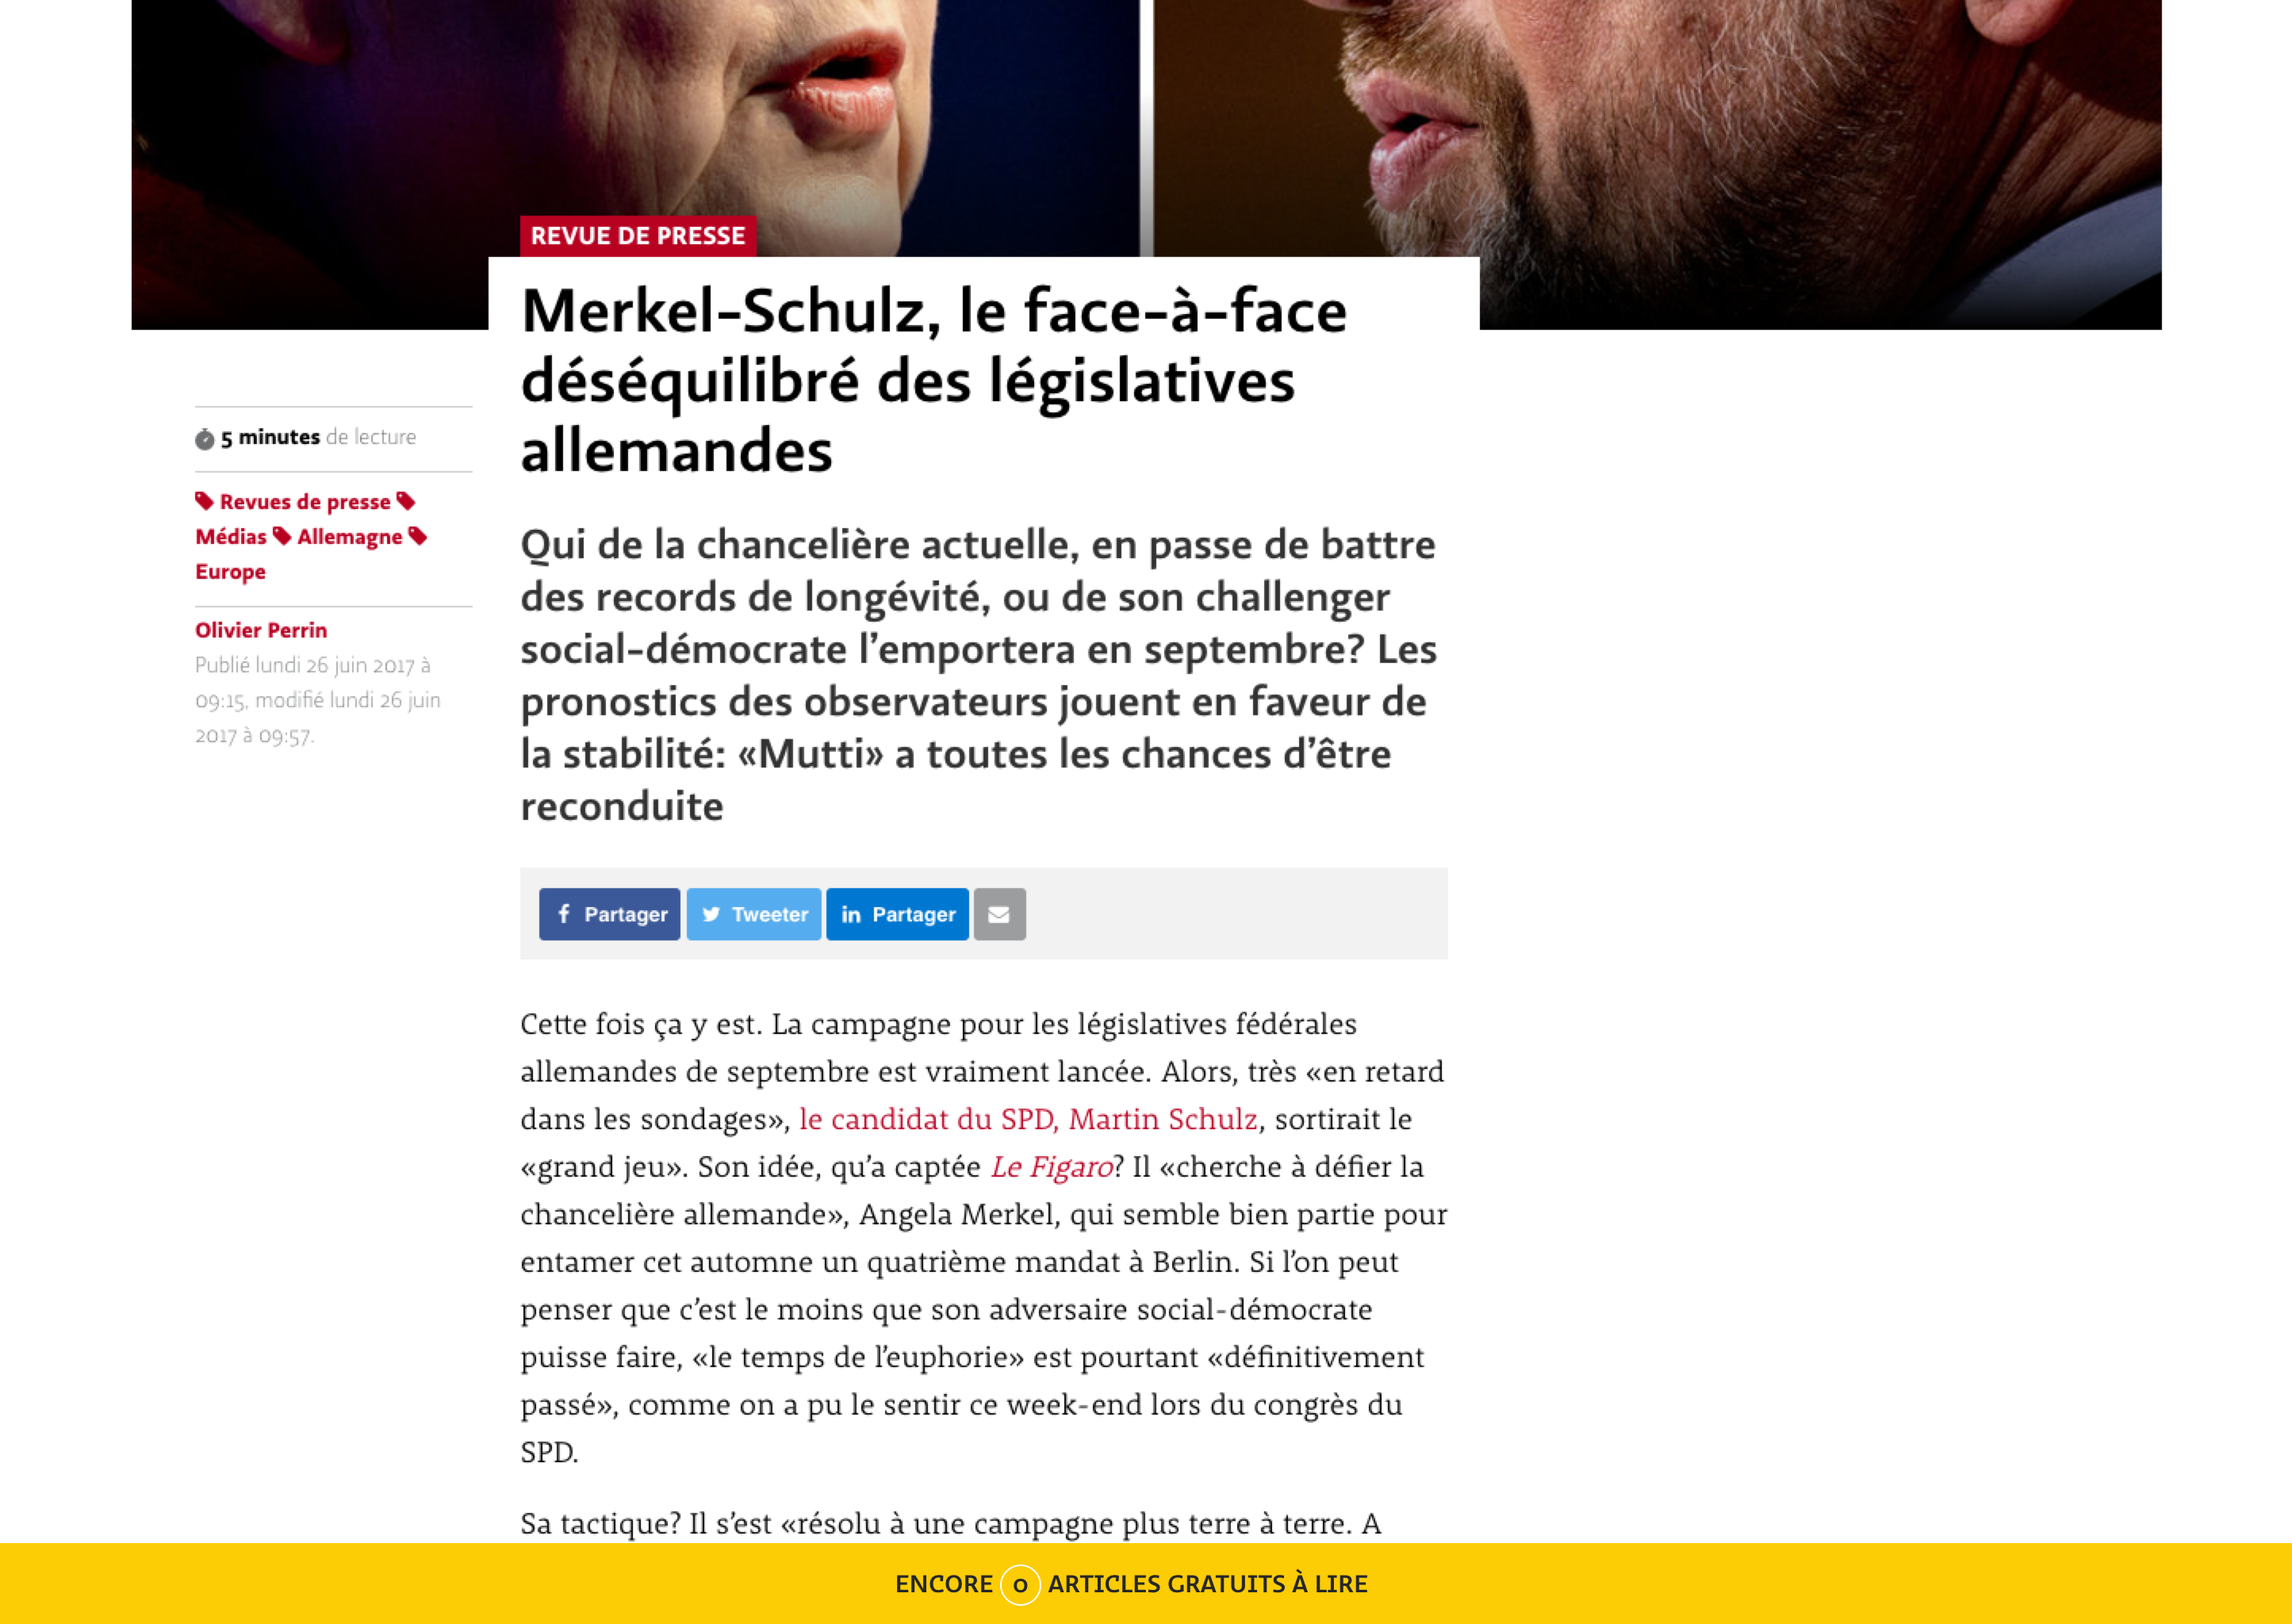 REVUE DE PRESSE
Merkel-Schulz, le face-à-face
déséquilibré des législatives
allemandes
5 minutes de lecture
Revues de presse
Médias Allemagne
Europe
Olivier Perrin
Publié lundi 26 juin 2017 à
09:15, modifié lundi 26 juin
2017 à 09:57.
Qui de la chancelière actuelle, en passe de battre
des records de longévité, ou de son challenger
social-démocrate l’emportera en septembre? Les
pronostics des observateurs jouent en faveur de
la stabilité: «Mutti» a toutes les chances d’être
reconduite
Partager Tweeter in Partager
Cette fois ça y est. La campagne pour les législatives fédérales
allemandes de septembre est vraiment lancée. Alors, très «en retard
dans les sondages», le candidat du SPD, Martin Schulz, sortirait le
«grand jeu». Son idée, qu’a captée Le Figaro? Il «cherche à défier la
chancelière allemande», Angela Merkel, qui semble bien partie pour
entamer cet automne un quatrième mandat à Berlin. Si l’on peut
penser que c’est le moins que son adversaire social-démocrate
puisse faire, «le temps de l’euphorie» est pourtant «définitivement
passé», comme on a pu le sentir ce week-end lors du congrès du
SPD.
Sa tactique? Il s’est «résolu à une campagne plus terre à terre. A
ENCORE 0 ARTICLES GRATUITS À LIRE